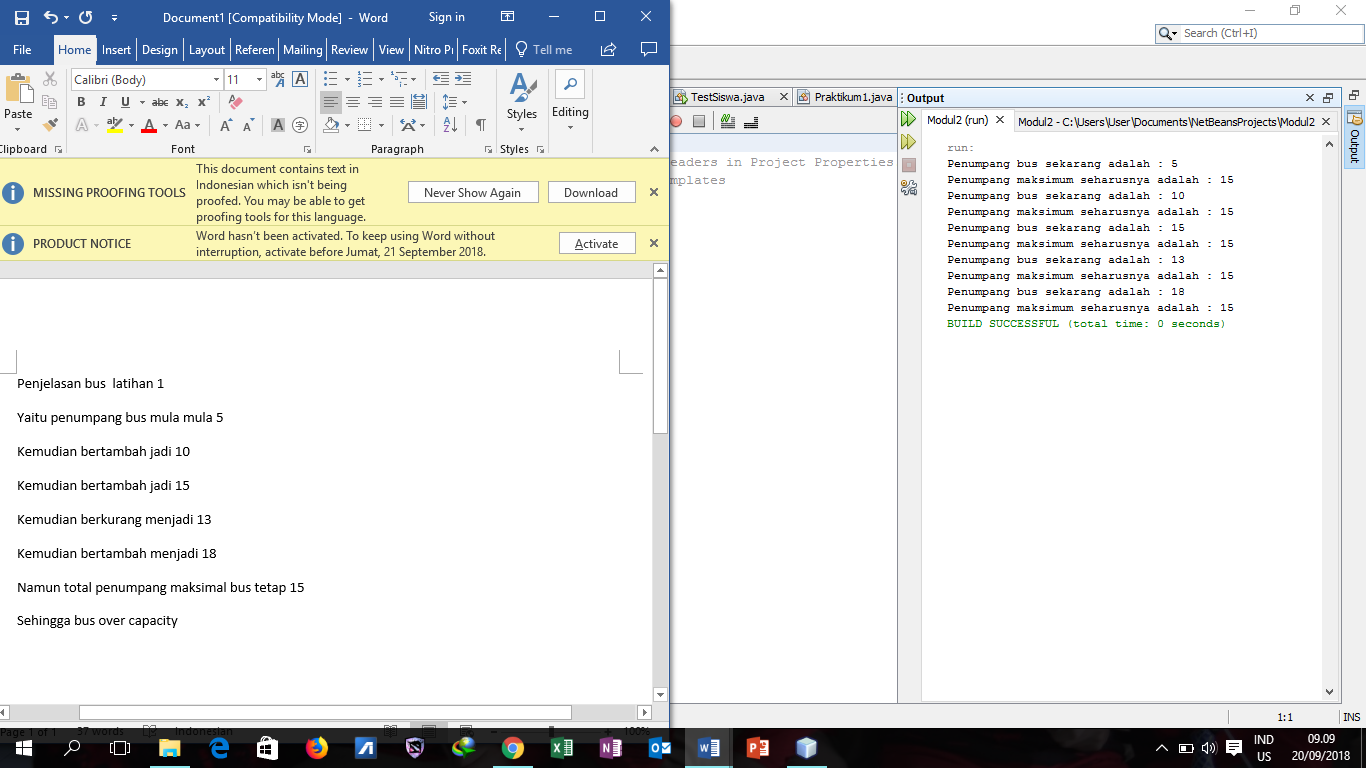 Document1 [Compatibility Mode] - Word
Sign in
File Home Insert Design Layout Referen Mailing Review View Nitro P Foxit Re Tell me
Calibri (Body) 11
Paste
Styles
Editing
Clipboard Font Paragraph Styles
MISSING PROOFING TOOLS
This document contains text in
Indonesian which isn't being
proofed. You may be able to get
proofing tools for this language.
Never Show Again
Download
PRODUCT NOTICE
Word hasn't been activated. To keep using Word without
interruption, activate before Jumat, 21 September 2018.
Activate
Penjelasan bus latihan 1
Yaitu penumpang bus mula mula 5
Kemudian bertambah jadi 10
Kemudian bertambah jadi 15
Kemudian berkurang menjadi 13
Kemudian bertambah menjadi 18
Namun total penumpang maksimal bus tetap 15
Sehingga bus over capacity
Page 1 of 1 37 words Indonesian 100%
Search (Ctrl+I)
TestSiswa.java Praktikum1.java
eaders in Project Properties
mplates
Output
Modul2 (run) Modul2 - C:\Users\User\Documents\NetBeansProjects\Modul2
run:
Penumpang bus sekarang adalah : 5
Penumpang maksimum seharusnya adalah : 15
Penumpang bus sekarang adalah : 10
Penumpang maksimum seharusnya adalah : 15
Penumpang bus sekarang adalah : 15
Penumpang maksimum seharusnya adalah : 15
Penumpang bus sekarang adalah : 13
Penumpang maksimum seharusnya adalah : 15
Penumpang bus sekarang adalah : 18
Penumpang maksimum seharusnya adalah : 15
BUILD SUCCESSFUL (total time: 0 seconds)
Output
1:1 INS
IND
US
09.09
20/09/2018